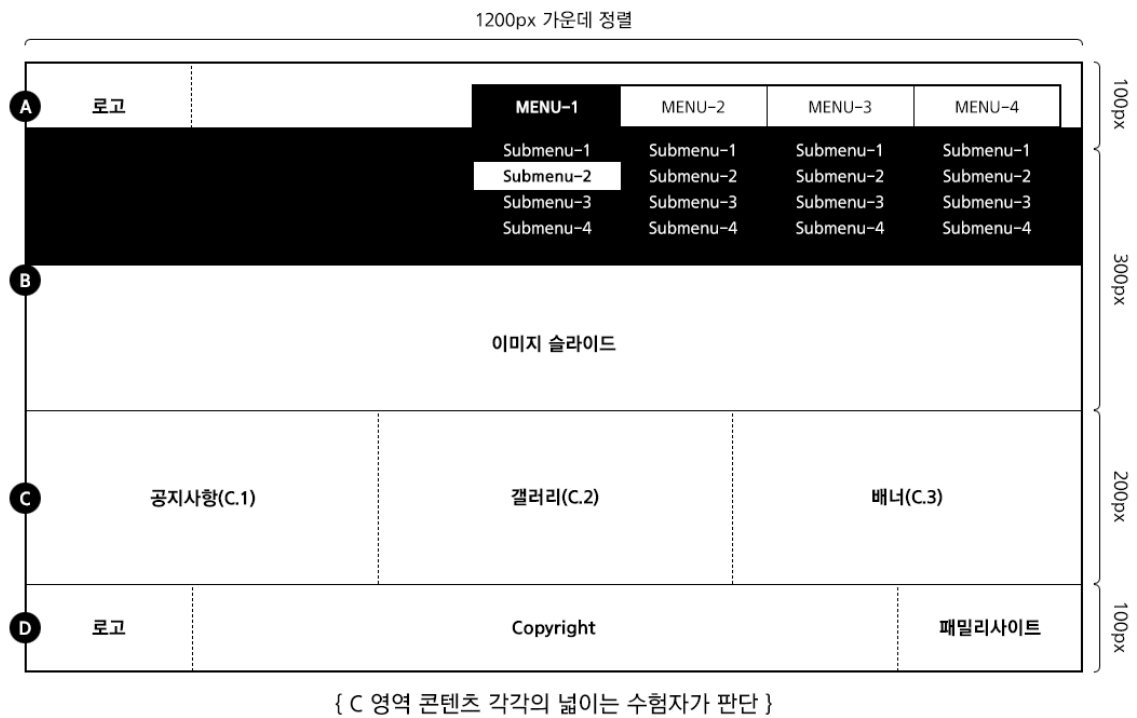 1200px 가운데 정렬
A
로고
MENU-1
MENU-2
MENU-3
MENU-4
100px
Submenu-1 Submenu-1 Submenu-1 Submenu-1
Submenu-2 Submenu-2 Submenu-2 Submenu-2
Submenu-3 Submenu-3 Submenu-3 Submenu-3
Submenu-4 Submenu-4 Submenu-4 Submenu-4
B
300px
이미지 슬라이드
C
공지사항(C.1)
갤러리(C.2)
배너(C.3)
200px
D
로고
Copyright
패밀리사이트
100px
{ C 영역 콘텐츠 각각의 넓이는 수험자가 판단 }